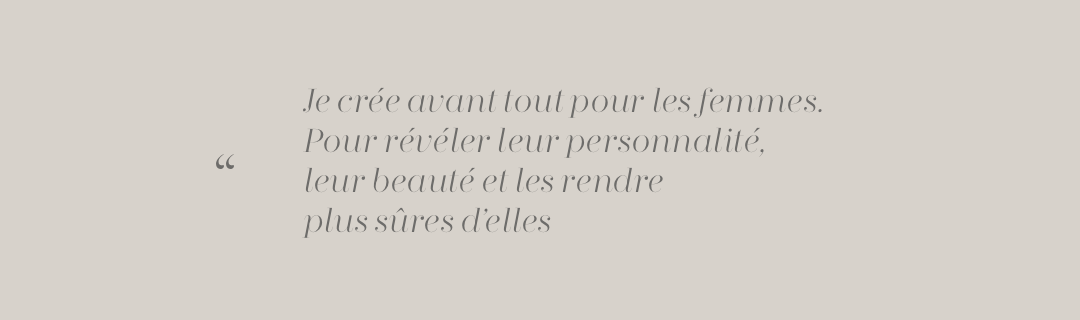 “
Je crée avant tout pour les femmes.
Pour révéler leur personnalité,
leur beauté et les rendre
plus sûres d’elles